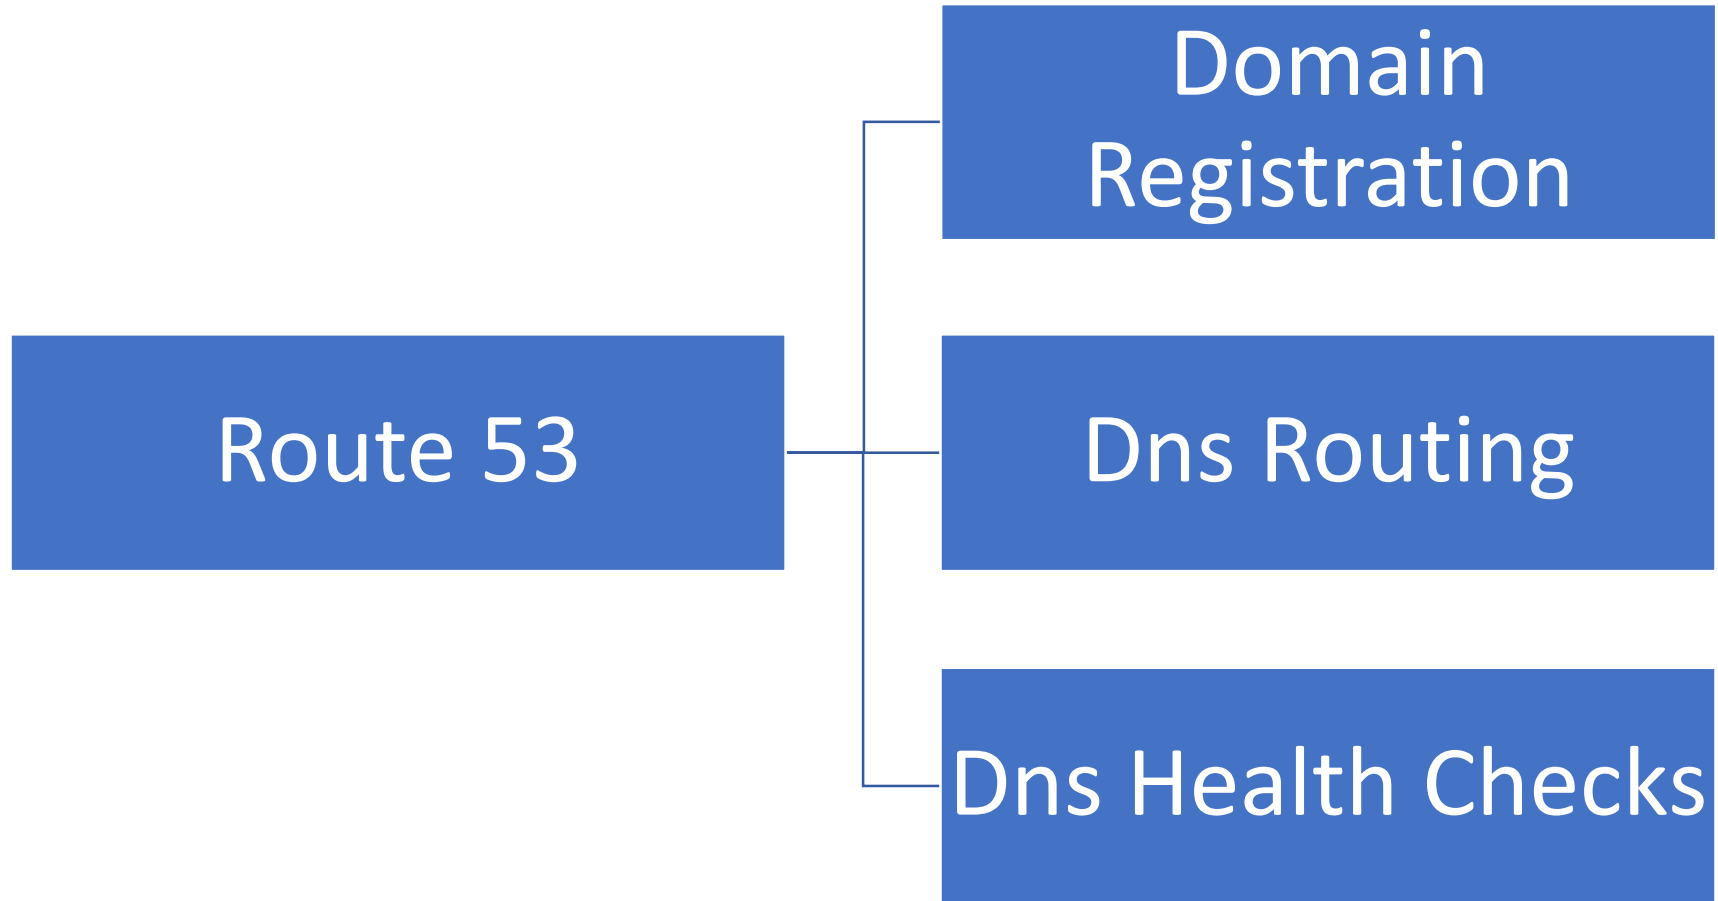 Route 53
Domain
Registration
Dns Routing
Dns Health Checks